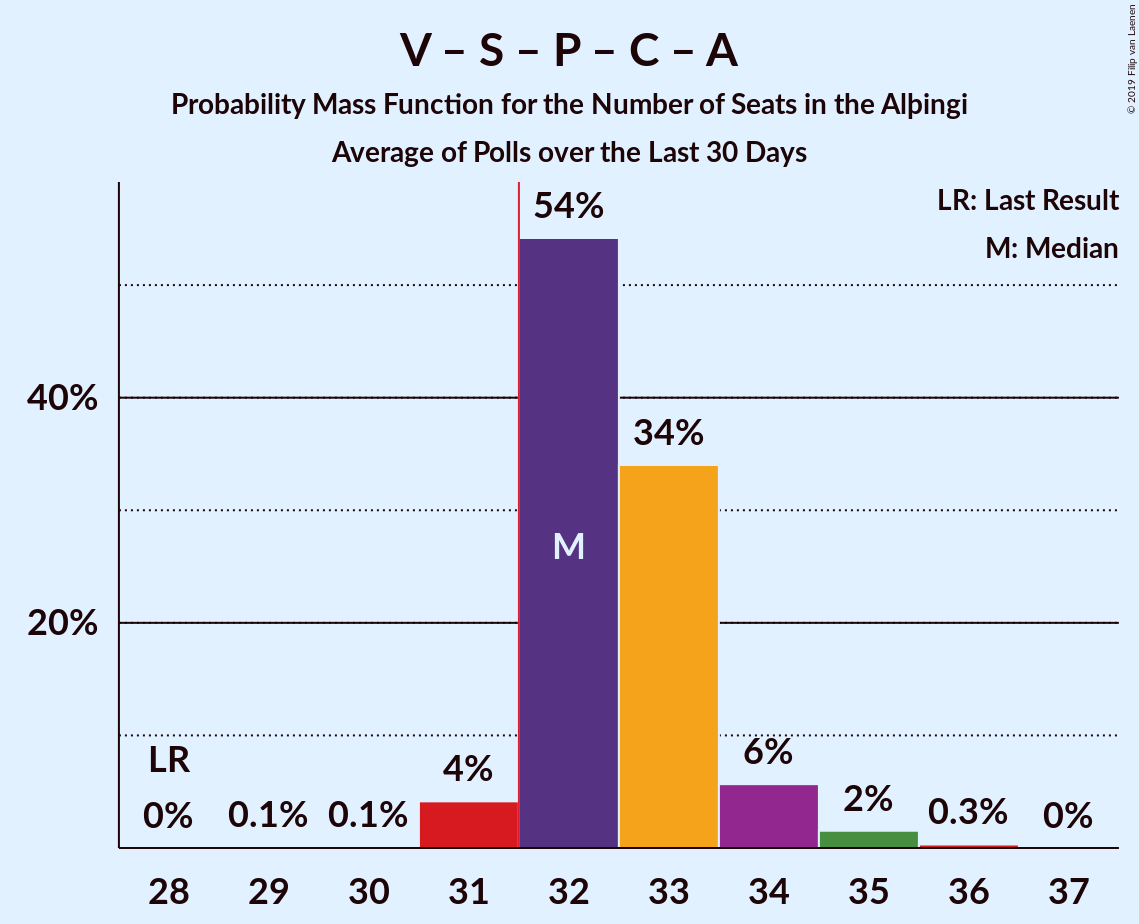 V – S – P – C – A
Probability Mass Function for the Number of Seats in the Alþingi
Average of Polls over the Last 30 Days
© 2019 Filip van Laenen
LR: Last Result
M: Median
54%
40%
34%
M
20%
LR
0%
0.1%
0.1%
4%
6%
2%
0.3%
0%
28 29 30 31 32 33 34 35 36 37